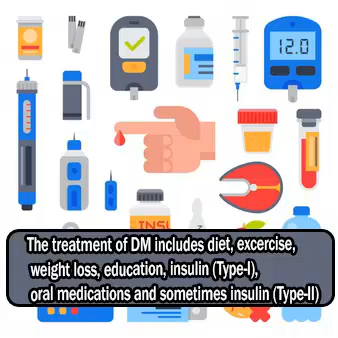 12.0
INSI
The treatment of DM includes diet, excercise,
weight loss, education, insulin (Type-I),
oral medications and sometimes insulin (Type-II)